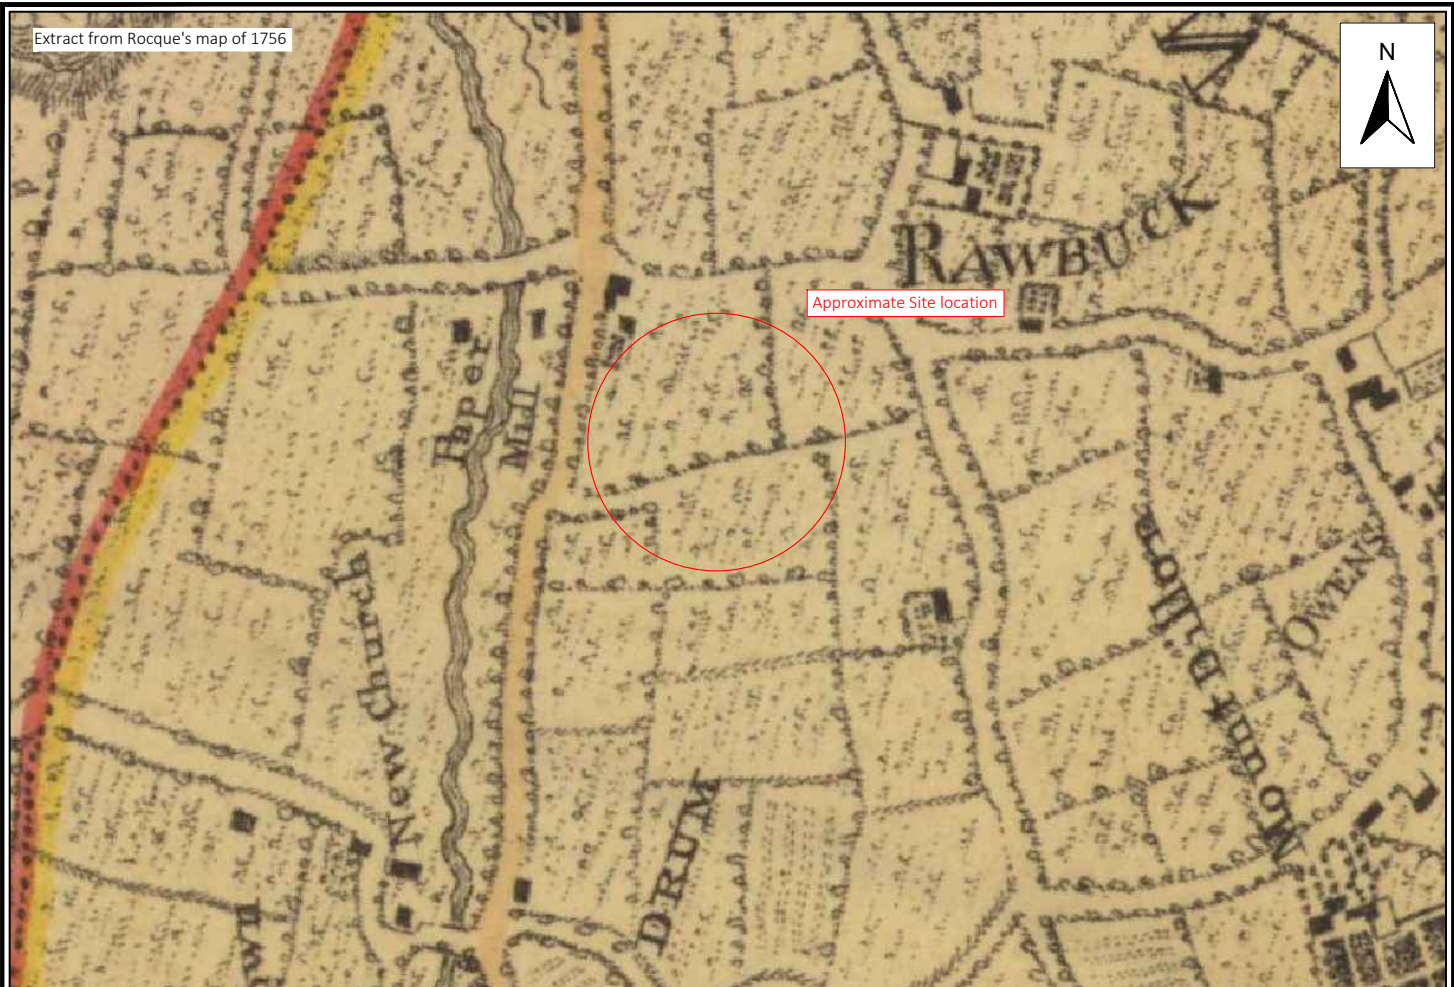 Extract from Rocque's map of 1756
N
RAWBUCK
Approximate Site location
Paper
Mill
New Church
Mount Dillon
OWENS
DRUM